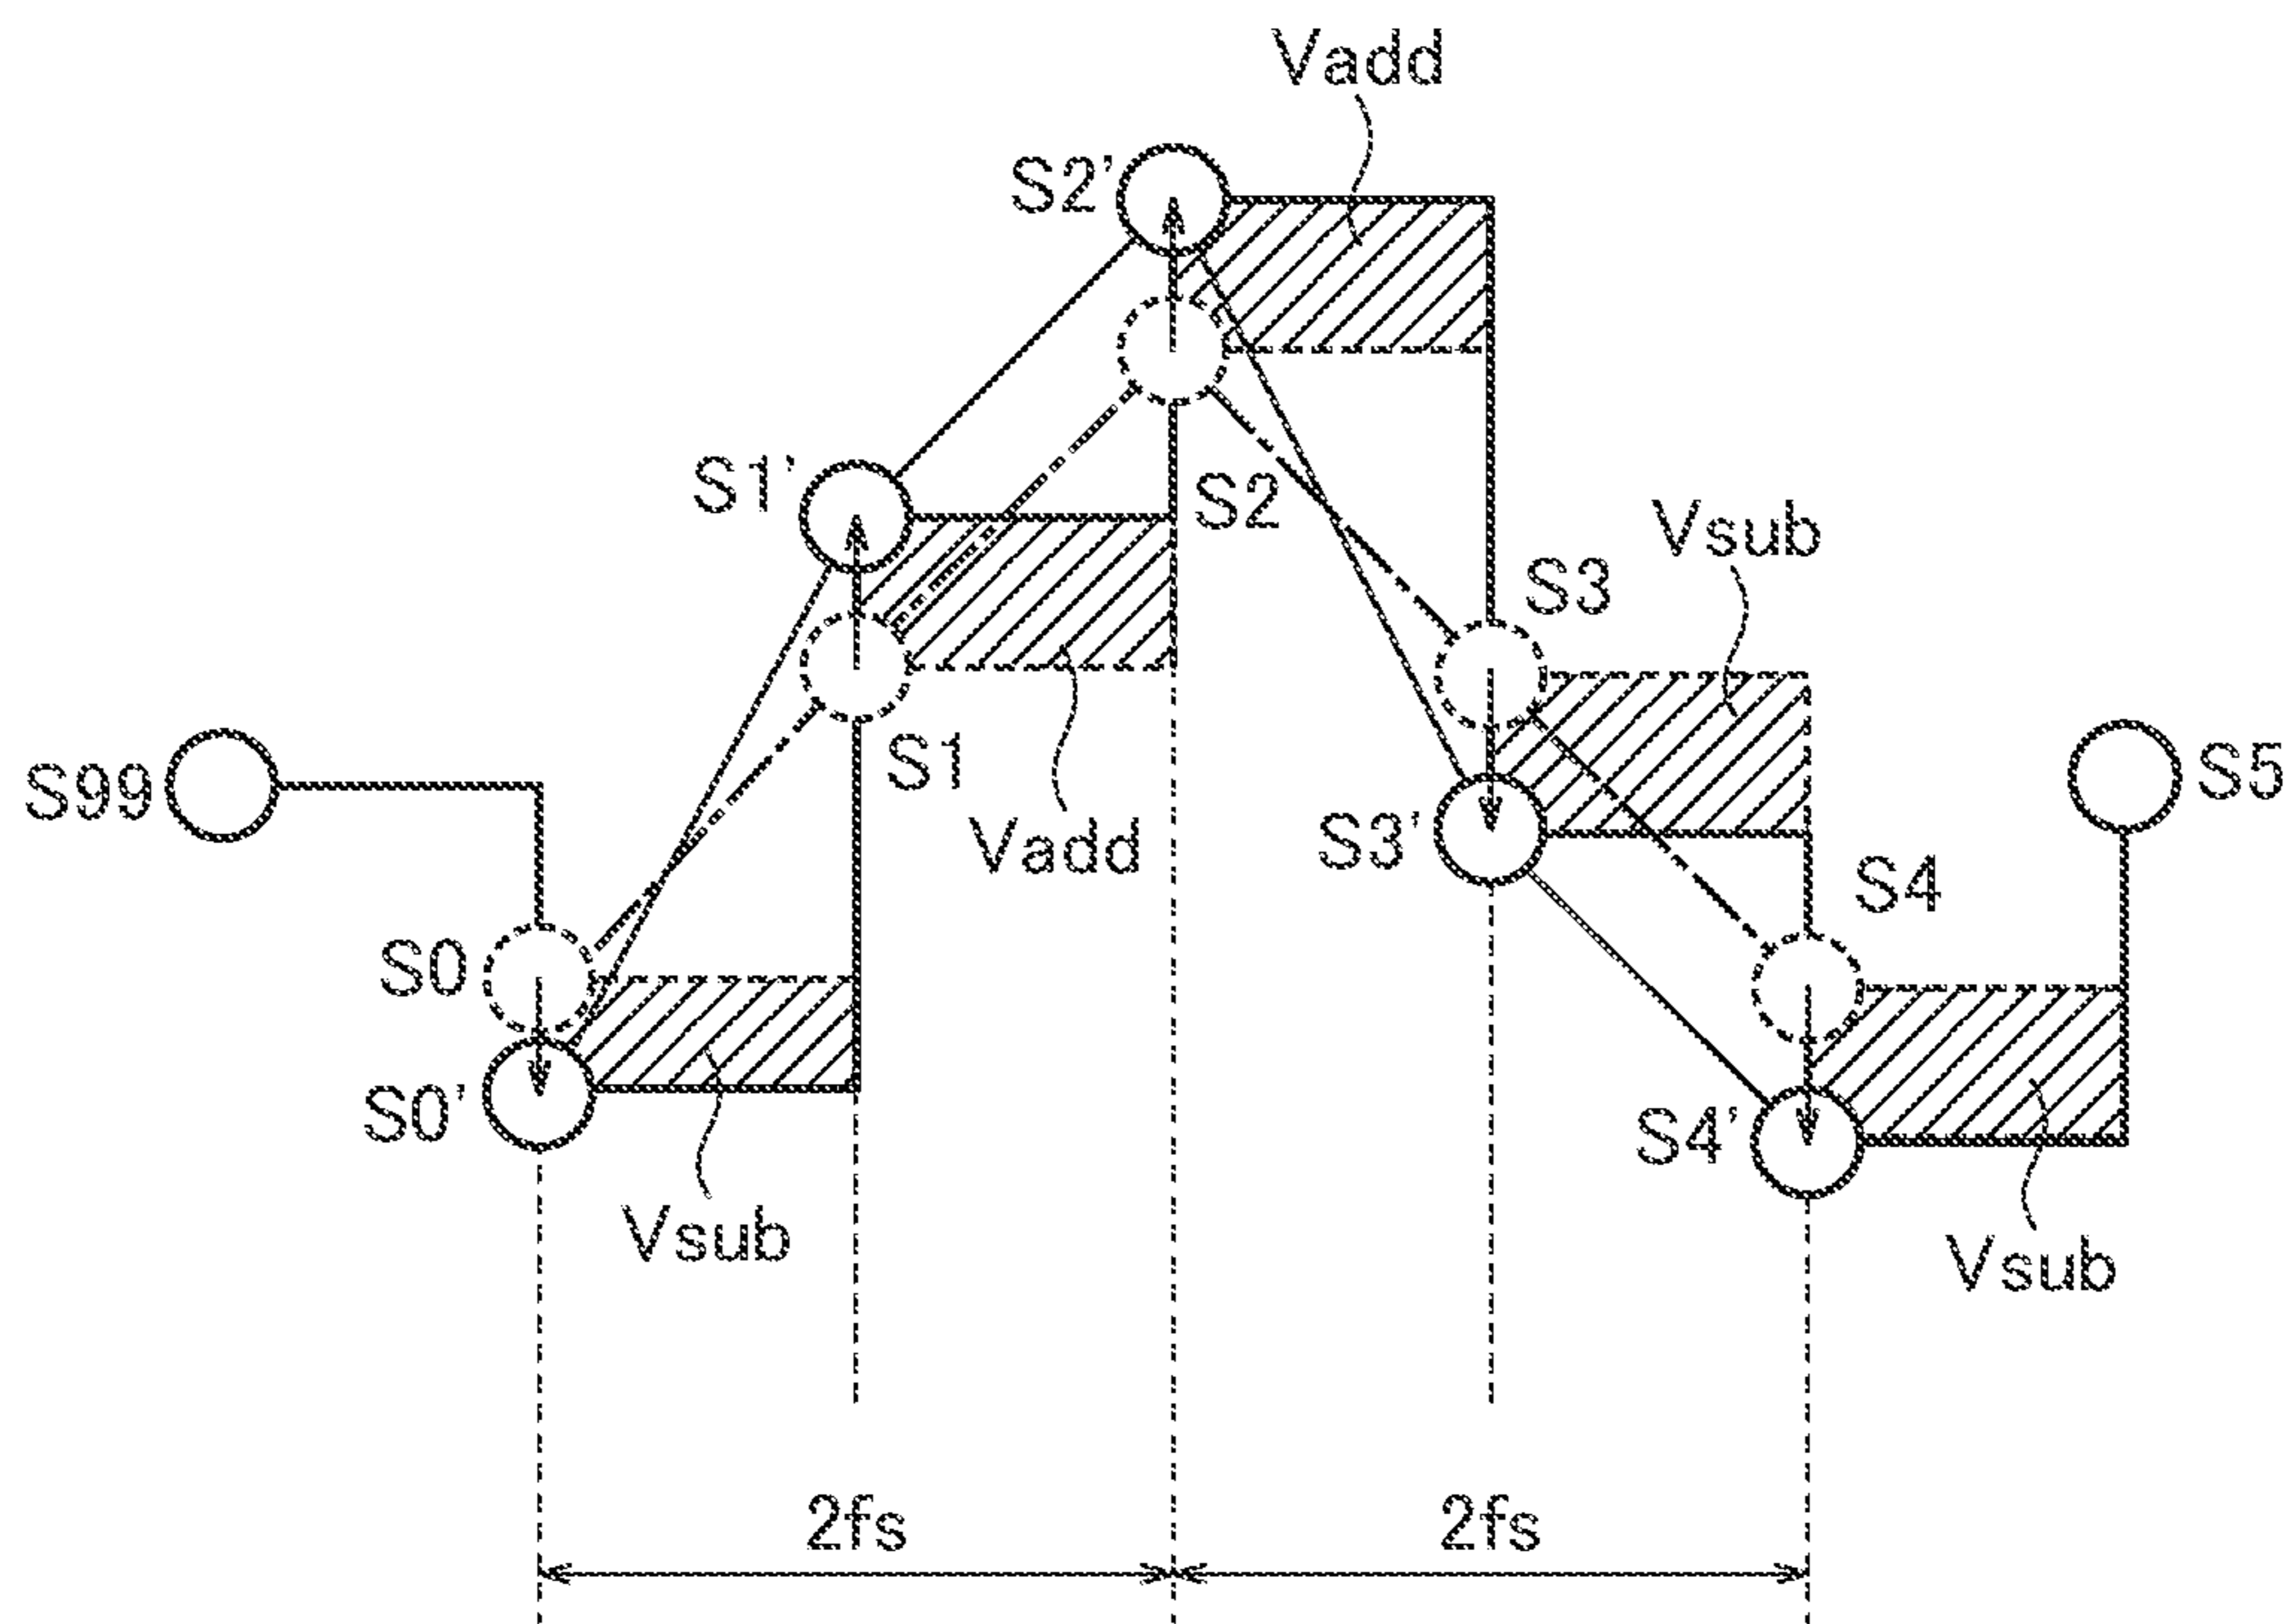 Vadd
S2'
S1'
S2
Vsub
S3
S99
S1
S5
Vadd
S3'
S4
S0
S0'
S4'
Vsub
Vsub
2fs
2fs